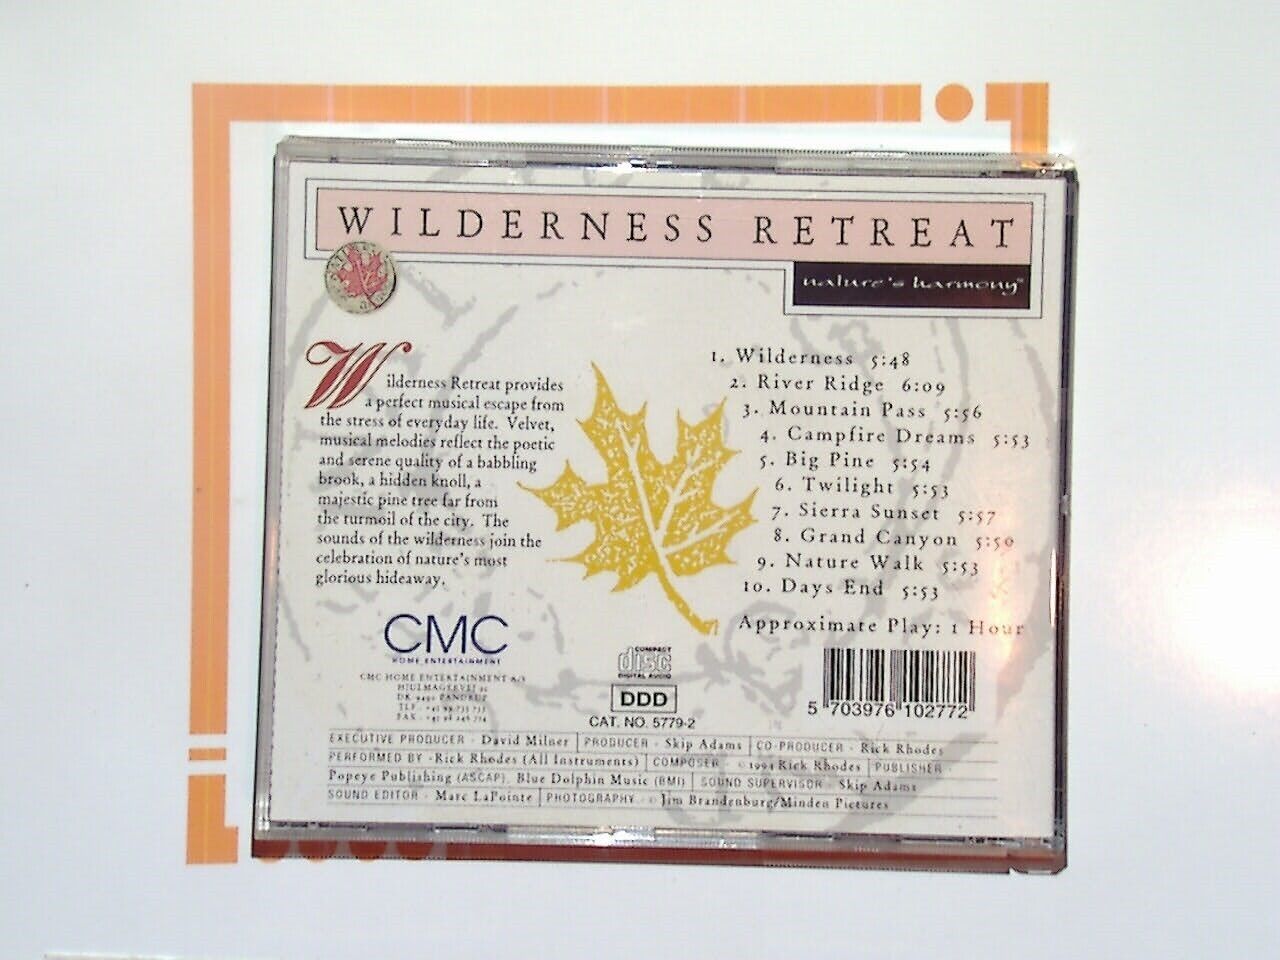 WILDERNESS RETREAT
nature's harmony
Wilderness Retreat provides
a perfect musical escape from
the stress of everyday life. Velvet,
musical melodies reflect the poetic
and serene quality of a babbling
brook, a hidden knoll, a
majestic pine tree far from
the turmoil of the city. The
sounds of the wilderness join the
celebration of nature's most
glorious hideaway.
1. Wilderness 5:48
2. River Ridge 6:09
3. Mountain Pass 5:56
4. Campfire Dreams 5:53
5. Big Pine 5:54
6. Twilight 5:53
7. Sierra Sunset 5:57
8. Grand Canyon 5:50
9. Nature Walk 5:53
10. Days End 5:53
Approximate Play: 1 Hour
CMC
HOME ENTERTAINMENT
CMC HOME ENTERTAINMENT A/S
DK 9490 PANDRUP
COMPACT
disc
DIGITAL AUDIO
DDD
CAT. NO. 5779-2
5 703976 102772
EXECUTIVE PRODUCER · David Milner PRODUCER · Skip Adams CO-PRODUCER · Rick Rhodes
PERFORMED BY · Rick Rhodes (All Instruments) COMPOSER · © Rick Rhodes PUBLISHER ·
Popeye Publishing (ASCAP), Blue Dolphin Music (BMI) SOUND SUPERVISOR · Skip Adams
SOUND EDITOR · Marc LaPointe PHOTOGRAPHY · © Jim Brandenburg/Minden Pictures